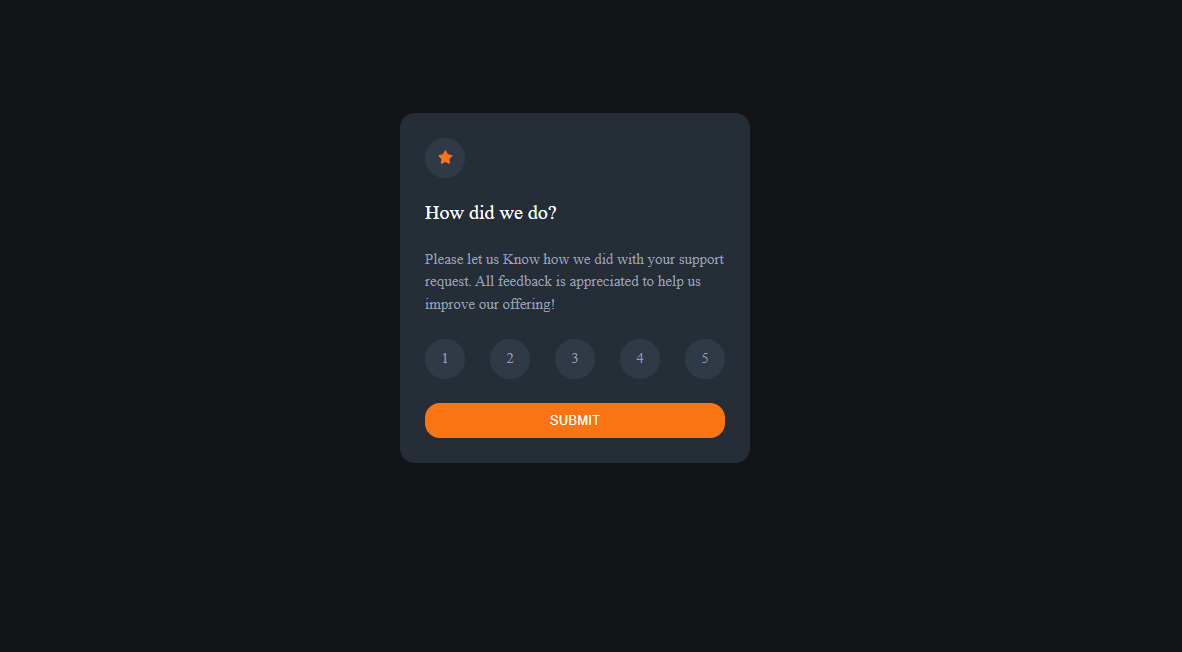 How did we do?
Please let us Know how we did with your support
request. All feedback is appreciated to help us
improve our offering!
1 2 3 4 5
SUBMIT